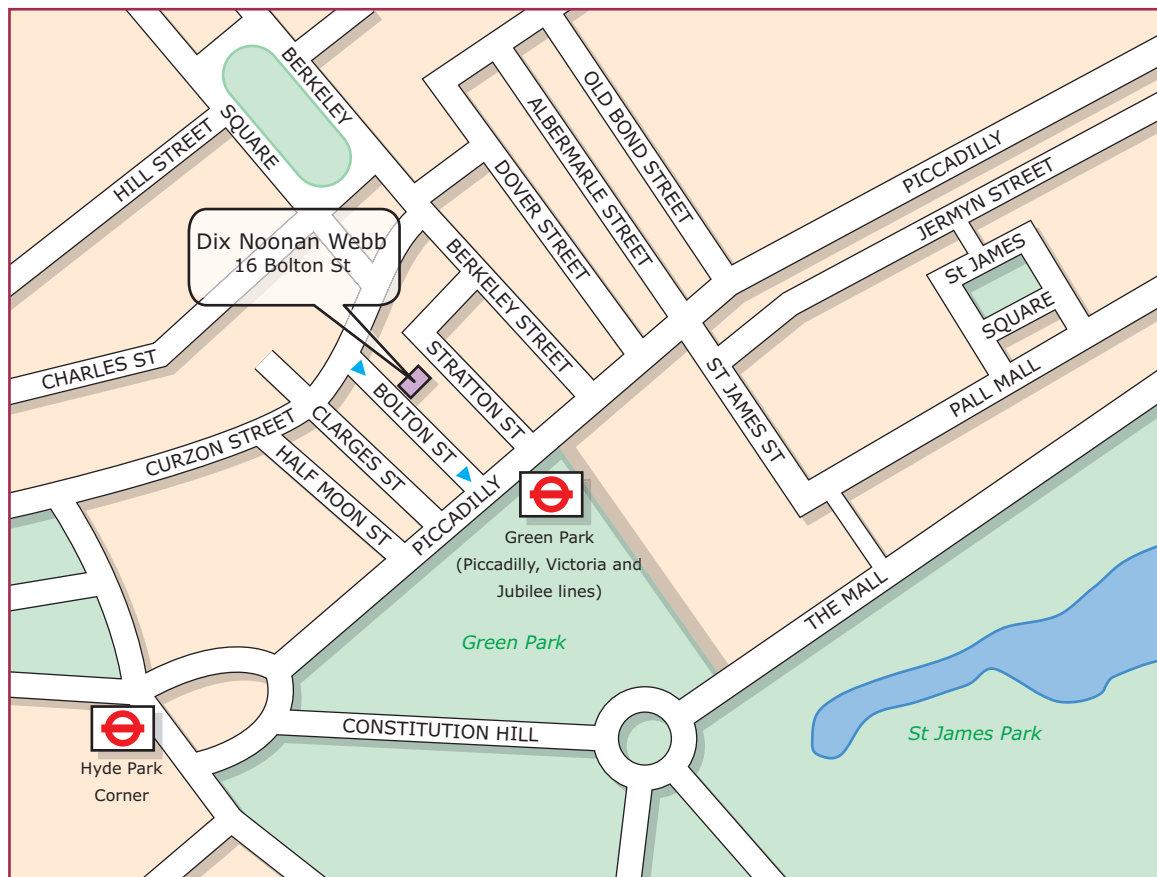 BERKELEY
SQUARE
HILL STREET
OLD BOND STREET
ALBERMARLE STREET
DOVER STREET
PICCADILLY
JERMYN STREET
St JAMES
SQUARE
Dix Noonan Webb
16 Bolton St
BERKELEY STREET
STRATTON ST
BOLTON ST
CHARLES ST
CURZON STREET
CLARGES ST
HALF MOON ST
PICCADILLY
ST JAMES ST
PALL MALL
Green Park
(Piccadilly, Victoria and
Jubilee lines)
Green Park
THE MALL
CONSTITUTION HILL
St James Park
Hyde Park
Corner